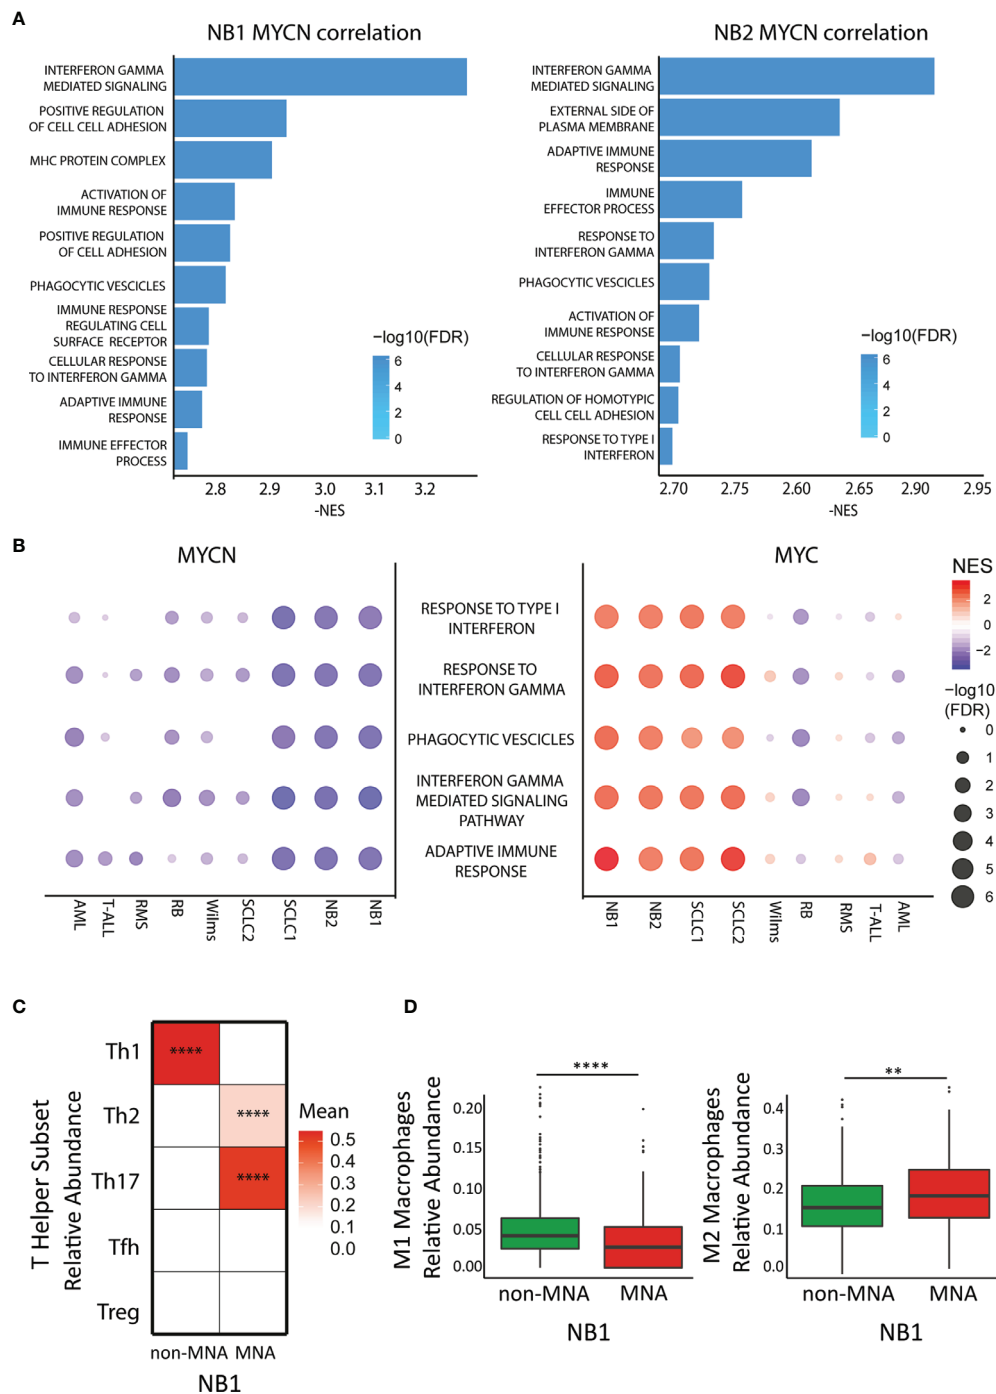 A
NB1 MYCN correlation
INTERFERON GAMMA
MEDIATED SIGNALING
POSITIVE REGULATION
OF CELL CELL ADHESION
MHC PROTEIN COMPLEX
ACTIVATION OF
IMMUNE RESPONSE
POSITIVE REGULATION
OF CELL ADHESION
PHAGOCYTIC VESCICLES
IMMUNE RESPONSE
REGULATING CELL
SURFACE RECEPTOR
CELLULAR RESPONSE
TO INTERFERON GAMMA
ADAPTIVE IMMUNE
RESPONSE
IMMUNE EFFECTOR
PROCESS
−log10(FDR)
6
4
2
0
2.8 2.9 3.0 3.1 3.2
-NES
NB2 MYCN correlation
INTERFERON GAMMA
MEDIATED SIGNALING
EXTERNAL SIDE OF
PLASMA MEMBRANE
ADAPTIVE IMMUNE
RESPONSE
IMMUNE
EFFECTOR PROCESS
RESPONSE TO
INTERFERON GAMMA
PHAGOCYTIC VESCICLES
ACTIVATION OF
IMMUNE RESPONSE
CELLULAR RESPONSE
TO INTERFERON GAMMA
REGULATION OF HOMOTYPIC
CELL CELL ADHESION
RESPONSE TO TYPE I
INTERFERON
−log10(FDR)
6
4
2
0
2.70 2.75 2.60 2.65 2.90 2.95
-NES
B
MYCN
MYC
RESPONSE TO TYPE I
INTERFERON
RESPONSE TO
INTERFERON GAMMA
PHAGOCYTIC VESCICLES
INTERFERON GAMMA
MEDIATED SIGNALING
PATHWAY
ADAPTIVE IMMUNE
RESPONSE
AML T-ALL RMS RB Wilms SCLC2 SCLC1 NB2 NB1
NB1 NB2 SCLC1 SCLC2 Wilms RB RMS T-ALL AML
NES
2
0
−2
−log10
(FDR)
0
1
2
3
4
5
6
C
T Helper Subset
Relative Abundance
Th1
Th2
Th17
Tfh
Treg
****
****
****
non-MNA MNA
NB1
Mean
0.5
0.4
0.3
0.2
0.1
0.0
D
M1 Macrophages
Relative Abundance
0.20
0.15
0.10
0.05
0.00
****
non-MNA MNA
NB1
M2 Macrophages
Relative Abundance
0.4
0.3
0.2
0.1
0.0
**
non-MNA MNA
NB1